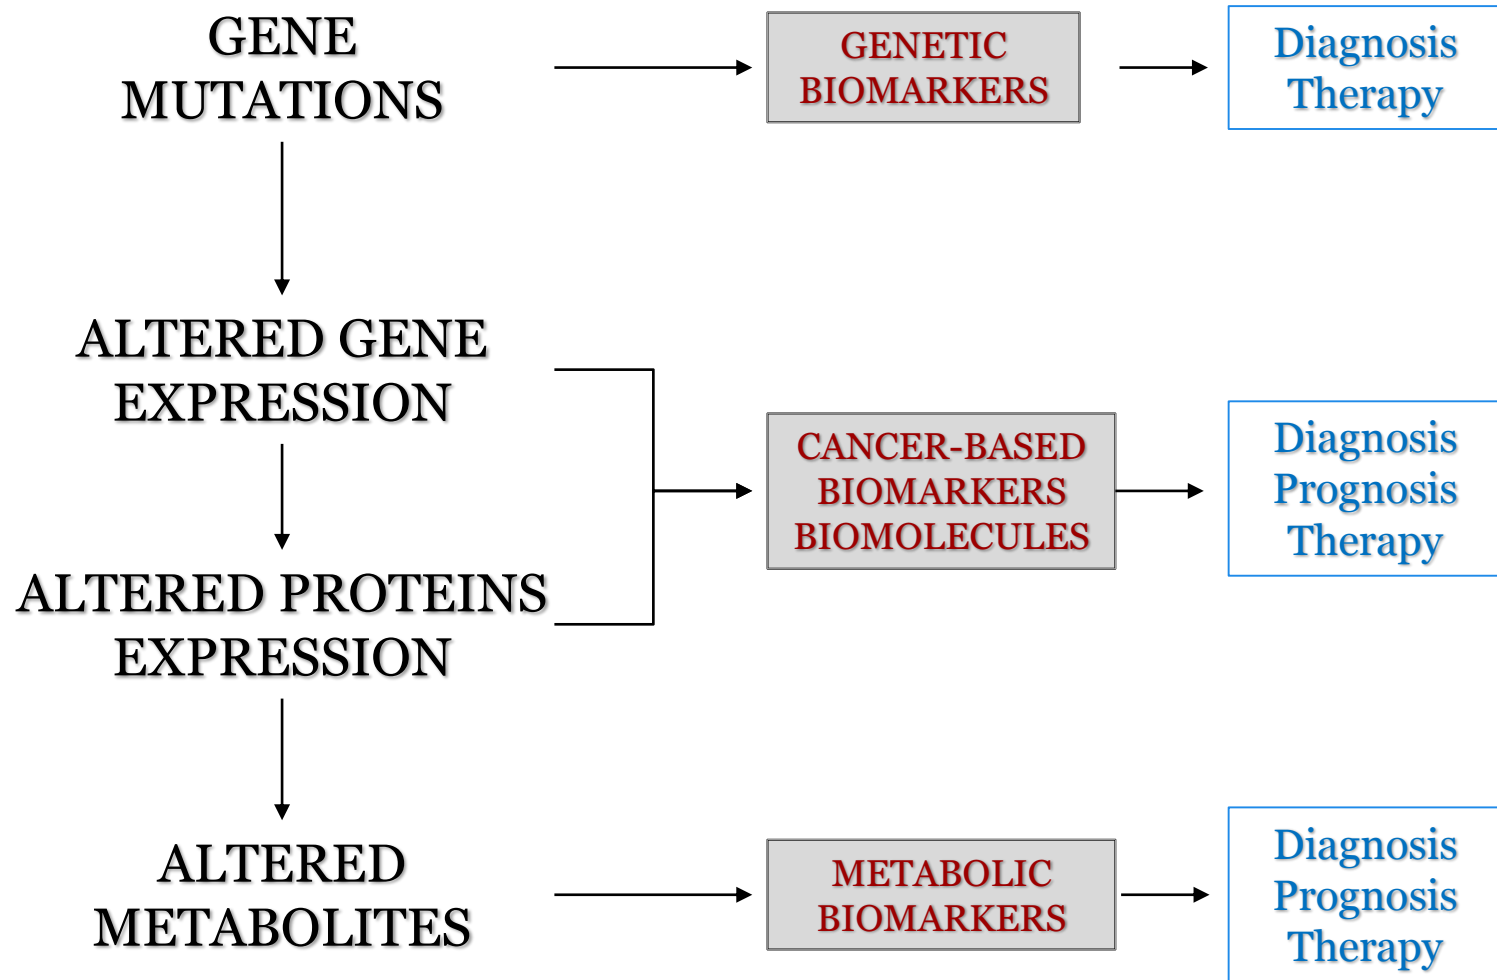 GENE
MUTATIONS
GENETIC
BIOMARKERS
Diagnosis
Therapy
ALTERED GENE
EXPRESSION
CANCER-BASED
BIOMARKERS
BIOMOLECULES
Diagnosis
Prognosis
Therapy
ALTERED PROTEINS
EXPRESSION
ALTERED
METABOLITES
METABOLIC
BIOMARKERS
Diagnosis
Prognosis
Therapy